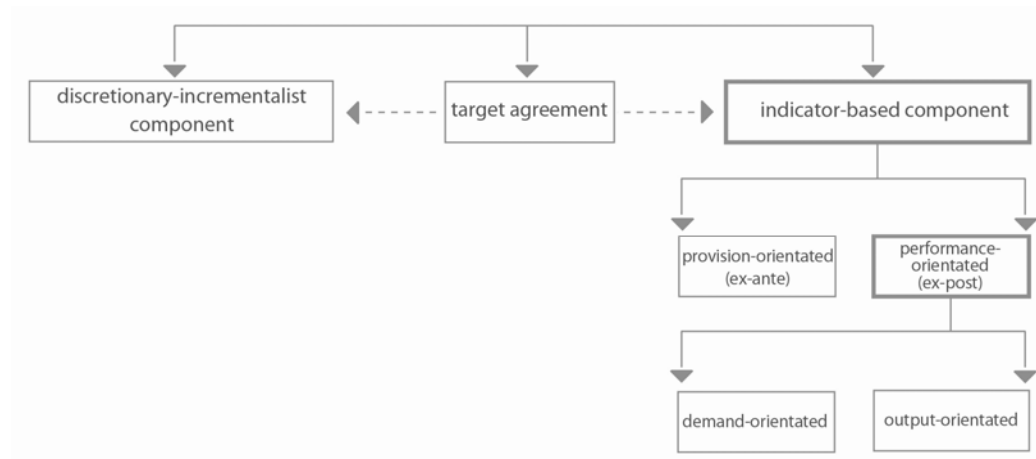 discretionary-incrementalist
component
target agreement
indicator-based component
provision-orientated
(ex-ante)
performance-
orientated
(ex-post)
demand-orientated
output-orientated